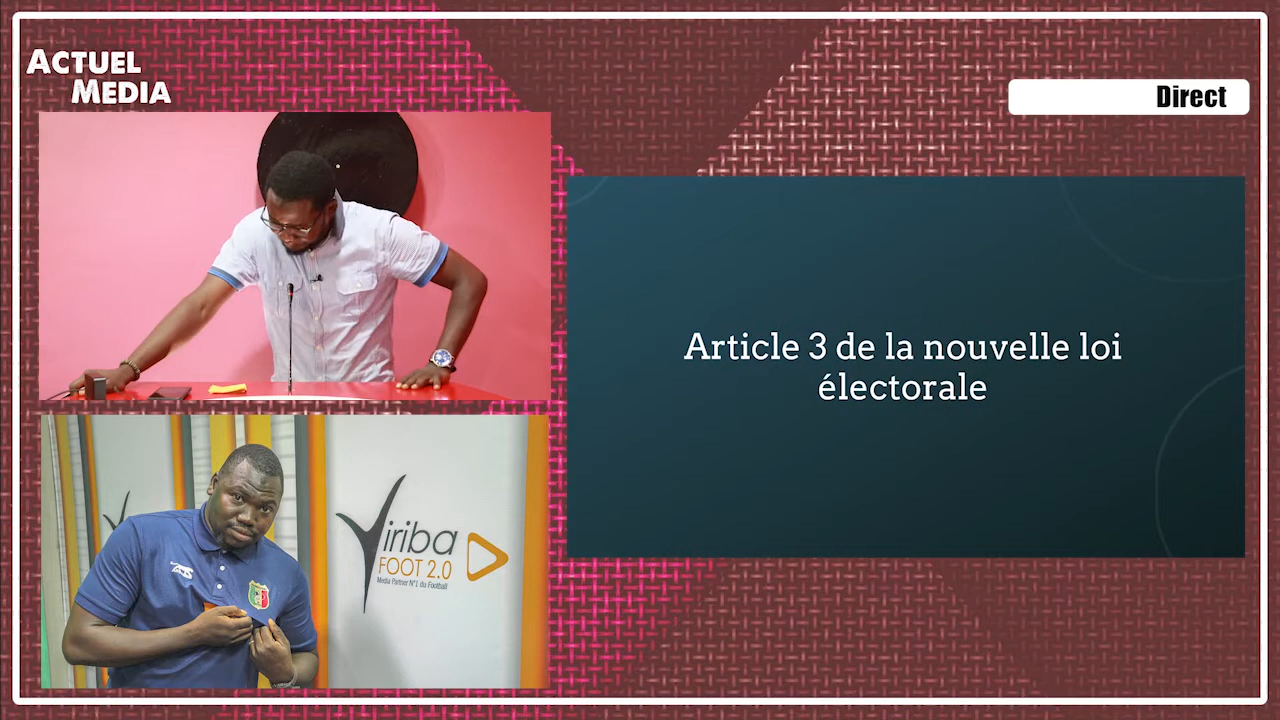 ACTUEL
MEDIA
Direct
Article 3 de la nouvelle loi
électorale
Yiriba
FOOT 2.0
Media Partner N°1 du Football